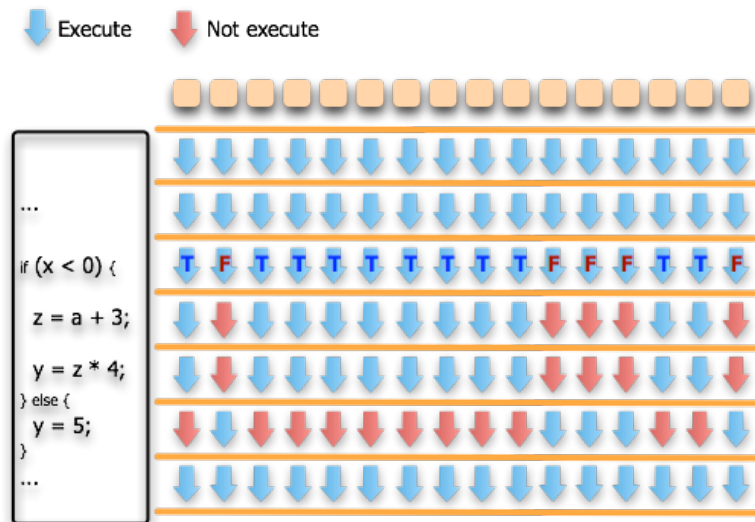 Execute Not execute
...
if (x < 0) {
T F T T T T T T T T F F F T T F
z = a + 3;
y = z * 4;
} else {
y = 5;
}
...